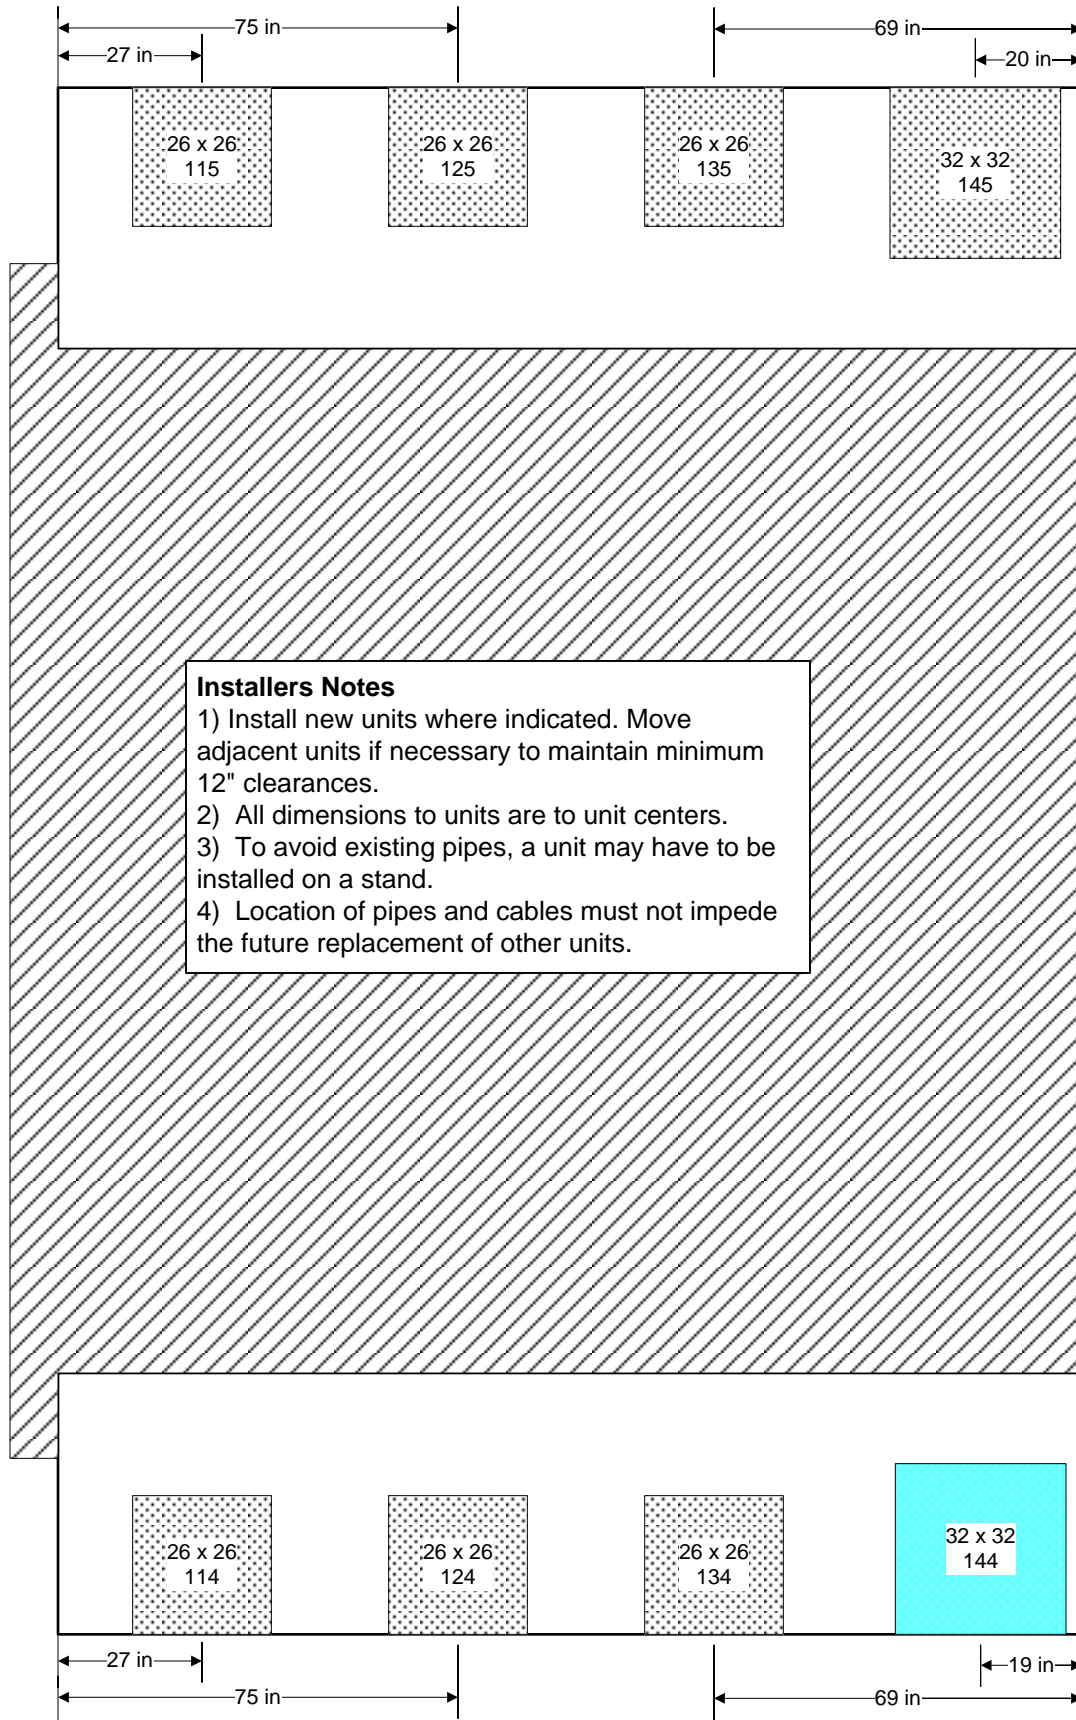 75 in
69 in
27 in
20 in
26 x 26
115
26 x 26
125
26 x 26
135
32 x 32
145
Installers Notes
1) Install new units where indicated. Move
adjacent units if necessary to maintain minimum
12" clearances.
2) All dimensions to units are to unit centers.
3) To avoid existing pipes, a unit may have to be
installed on a stand.
4) Location of pipes and cables must not impede
the future replacement of other units.
26 x 26
114
26 x 26
124
26 x 26
134
32 x 32
144
27 in
19 in
75 in
69 in